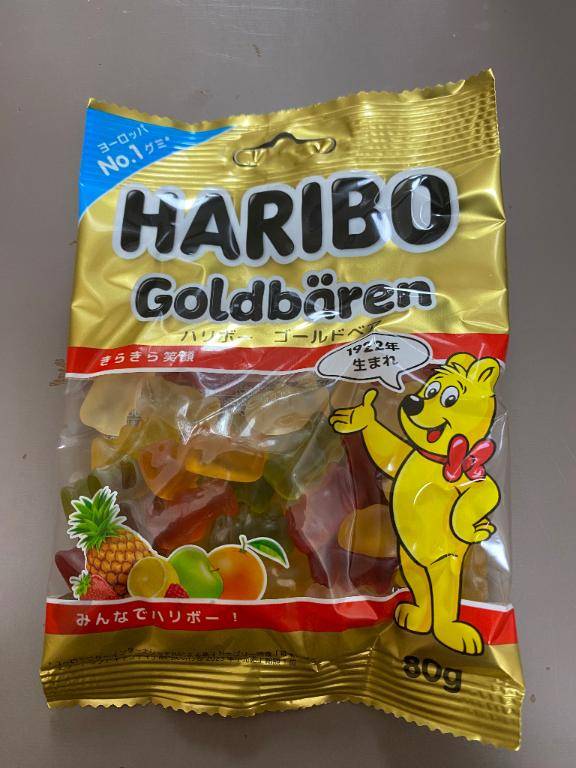 ヨーロッパ
No.1グミ*
HARIBO
Goldbären
ハリボー ゴールドベア
1922年
生まれ
きらきら笑顔
みんなでハリボー！
80g